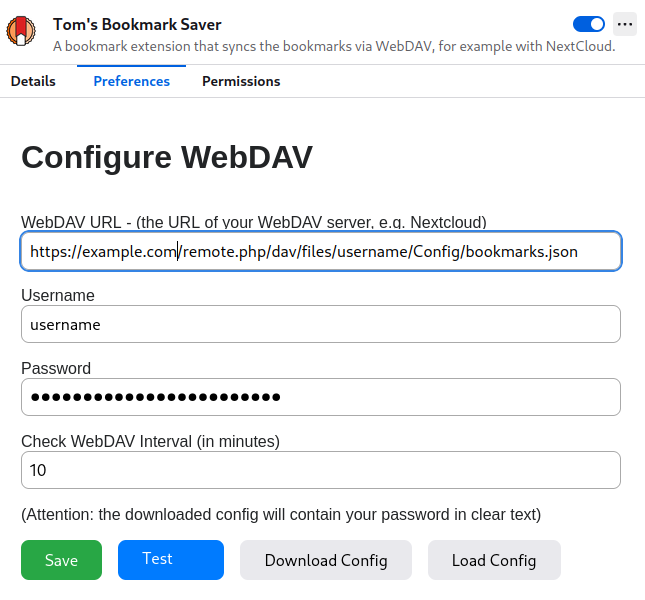 Tom's Bookmark Saver
A bookmark extension that syncs the bookmarks via WebDAV, for example with NextCloud.
Details Preferences Permissions
Configure WebDAV
WebDAV URL - (the URL of your WebDAV server, e.g. Nextcloud)
https://example.com/remote.php/dav/files/username/Config/bookmarks.json
Username
username
Password
●●●●●●●●●●●●●●●●●●●●●●●●
Check WebDAV Interval (in minutes)
10
(Attention: the downloaded config will contain your password in clear text)
Save Test Download Config Load Config